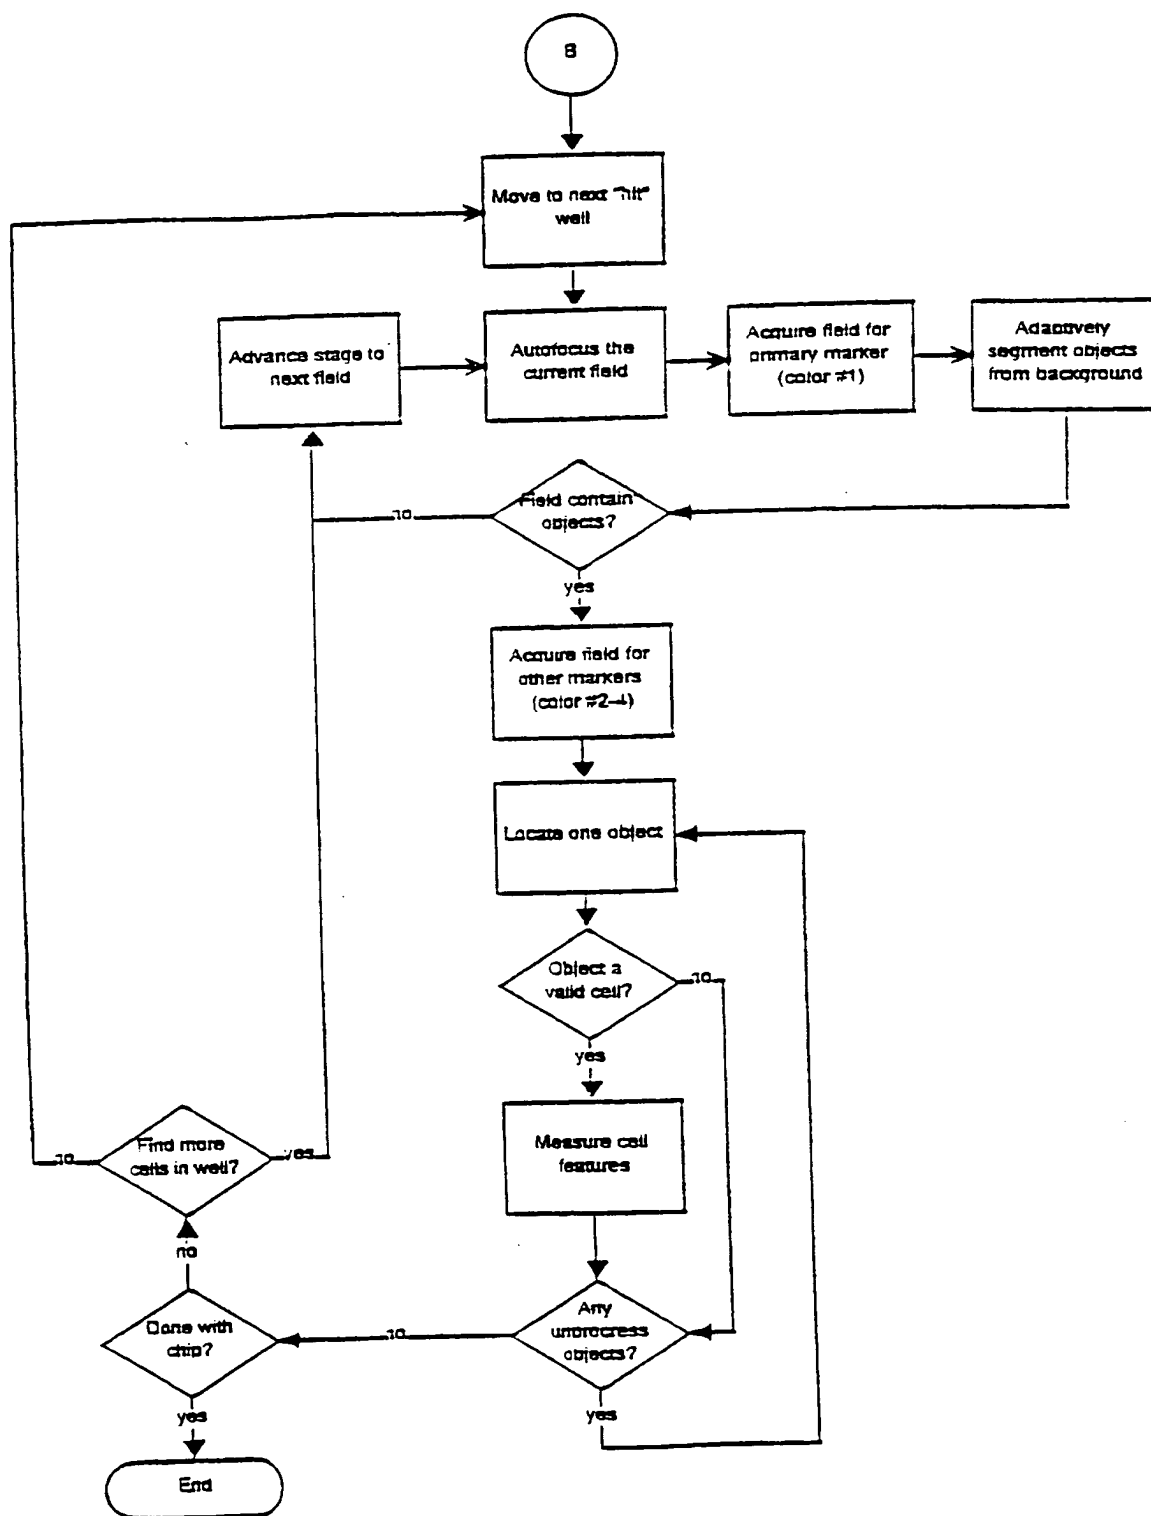 B
Move to next "hit"
well
Advance stage to
next field
Autofocus the
current field
Acquire field for
primary marker
(color #1)
Adaptively
segment objects
from background
Field contain
objects?
no
yes
Acquire field for
other markers
(color #2-4)
Locate one object
Object a
valid cell?
no
yes
Measure cell
features
Find more
cells in well?
no
yes
no
Done with
chip?
no
Any
unprocess
objects?
yes
yes
End